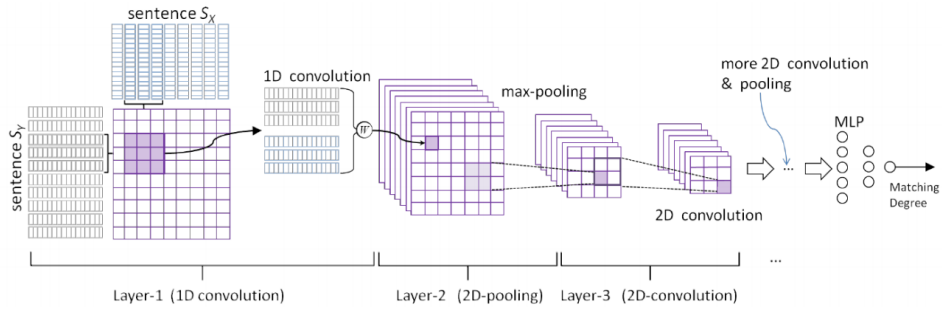 sentence S_X
sentence S_Y
1D convolution
W
max-pooling
2D convolution
more 2D convolution
& pooling
...
MLP
Matching
Degree
Layer-1 (1D convolution)
Layer-2 (2D-pooling)
Layer-3 (2D-convolution)
...